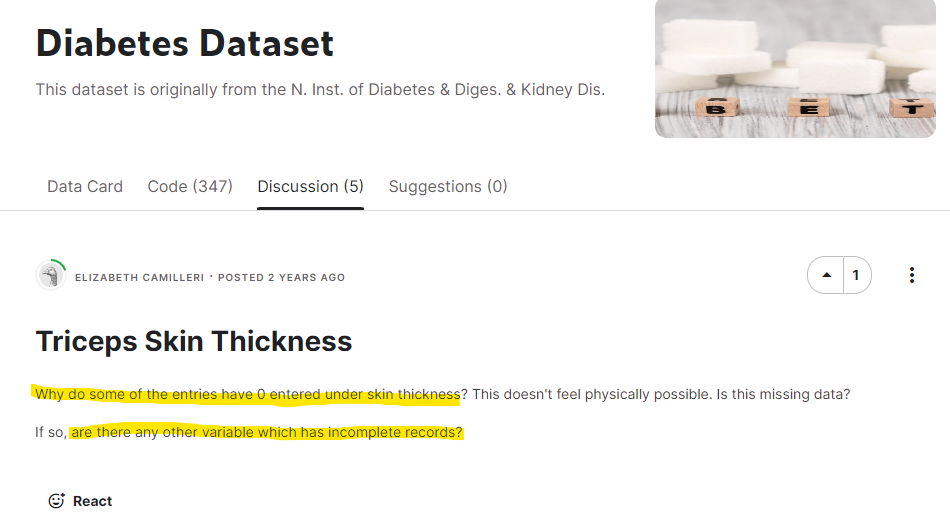 Diabetes Dataset
This dataset is originally from the N. Inst. of Diabetes & Diges. & Kidney Dis.
B E T
Data Card Code (347) Discussion (5) Suggestions (0)
ELIZABETH CAMILLERI · POSTED 2 YEARS AGO
1
Triceps Skin Thickness
Why do some of the entries have 0 entered under skin thickness? This doesn't feel physically possible. Is this missing data?
If so, are there any other variable which has incomplete records?
React